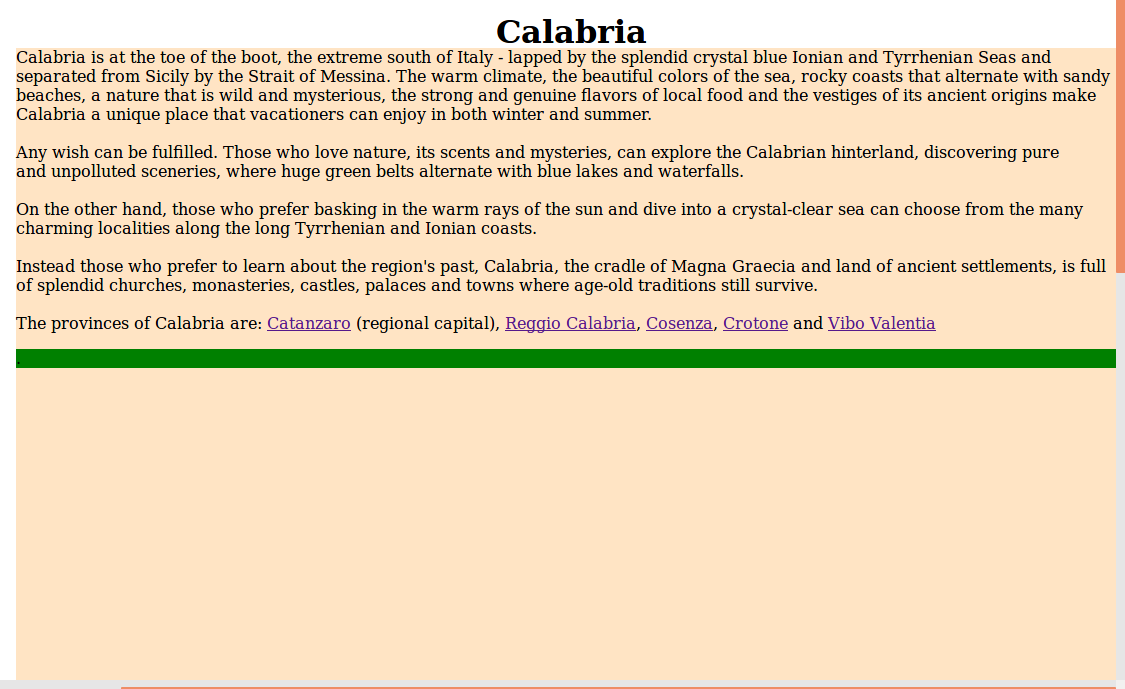 Calabria
Calabria is at the toe of the boot, the extreme south of Italy - lapped by the splendid crystal blue Ionian and Tyrrhenian Seas and
separated from Sicily by the Strait of Messina. The warm climate, the beautiful colors of the sea, rocky coasts that alternate with sandy
beaches, a nature that is wild and mysterious, the strong and genuine flavors of local food and the vestiges of its ancient origins make
Calabria a unique place that vacationers can enjoy in both winter and summer.
Any wish can be fulfilled. Those who love nature, its scents and mysteries, can explore the Calabrian hinterland, discovering pure
and unpolluted sceneries, where huge green belts alternate with blue lakes and waterfalls.
On the other hand, those who prefer basking in the warm rays of the sun and dive into a crystal-clear sea can choose from the many
charming localities along the long Tyrrhenian and Ionian coasts.
Instead those who prefer to learn about the region's past, Calabria, the cradle of Magna Graecia and land of ancient settlements, is full
of splendid churches, monasteries, castles, palaces and towns where age-old traditions still survive.
The provinces of Calabria are: Catanzaro (regional capital), Reggio Calabria, Cosenza, Crotone and Vibo Valentia
.